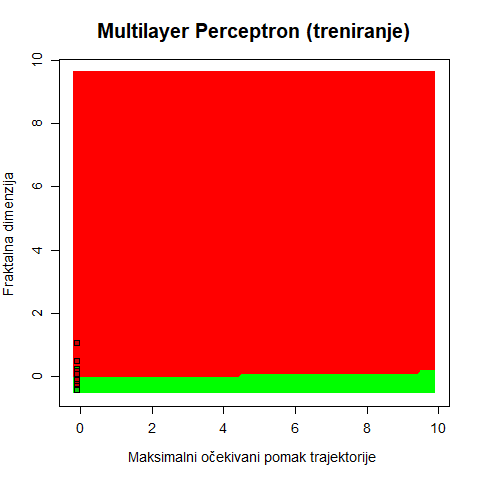 Multilayer Perceptron (treniranje)
Fraktalna dimenzija
10
8
6
4
2
0
0 2 4 6 8 10
Maksimalni očekivani pomak trajektorije